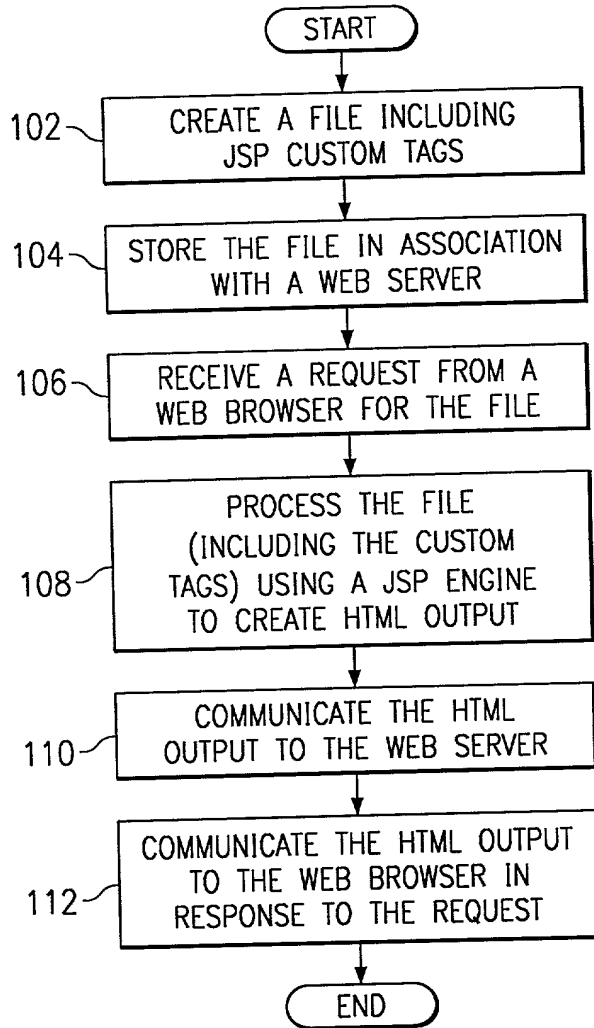 START
102
CREATE A FILE INCLUDING
JSP CUSTOM TAGS
104
STORE THE FILE IN ASSOCIATION
WITH A WEB SERVER
106
RECEIVE A REQUEST FROM A
WEB BROWSER FOR THE FILE
108
PROCESS THE FILE
(INCLUDING THE CUSTOM
TAGS) USING A JSP ENGINE
TO CREATE HTML OUTPUT
110
COMMUNICATE THE HTML
OUTPUT TO THE WEB SERVER
112
COMMUNICATE THE HTML OUTPUT
TO THE WEB BROWSER IN
RESPONSE TO THE REQUEST
END